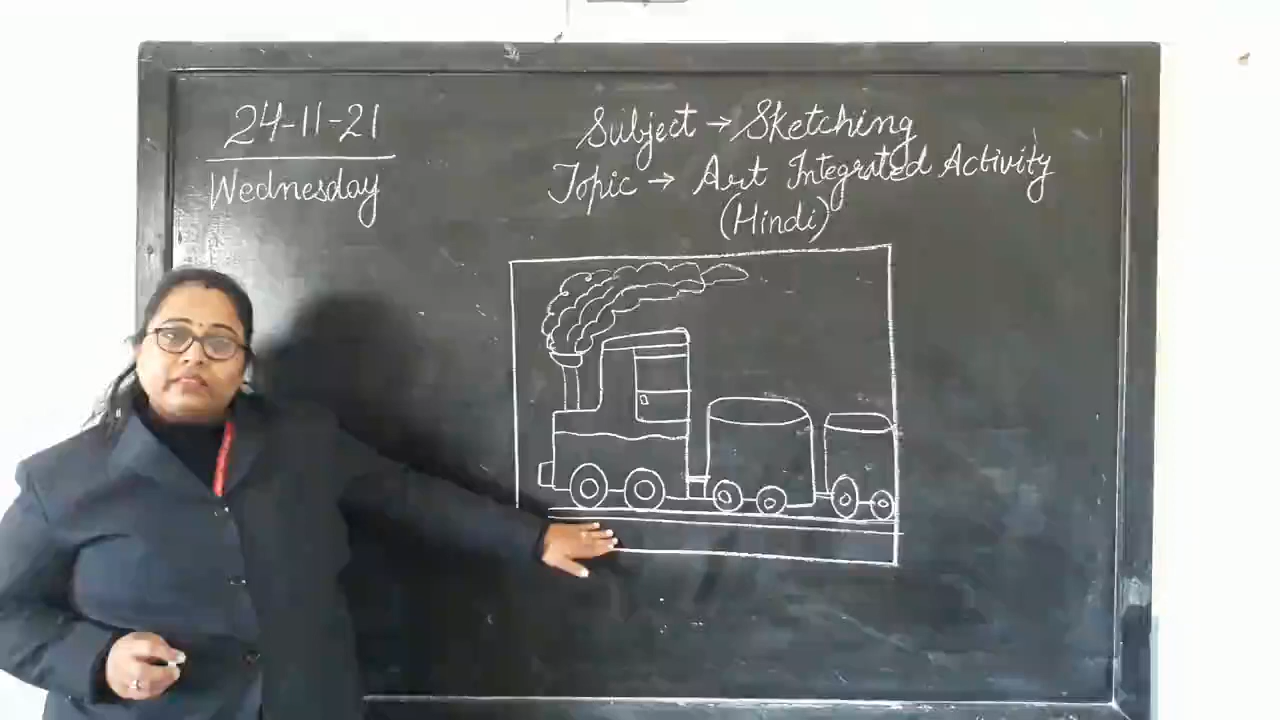 24-11-21
Wednesday
Subject → Sketching
Topic → Art Integrated Activity
(Hindi)